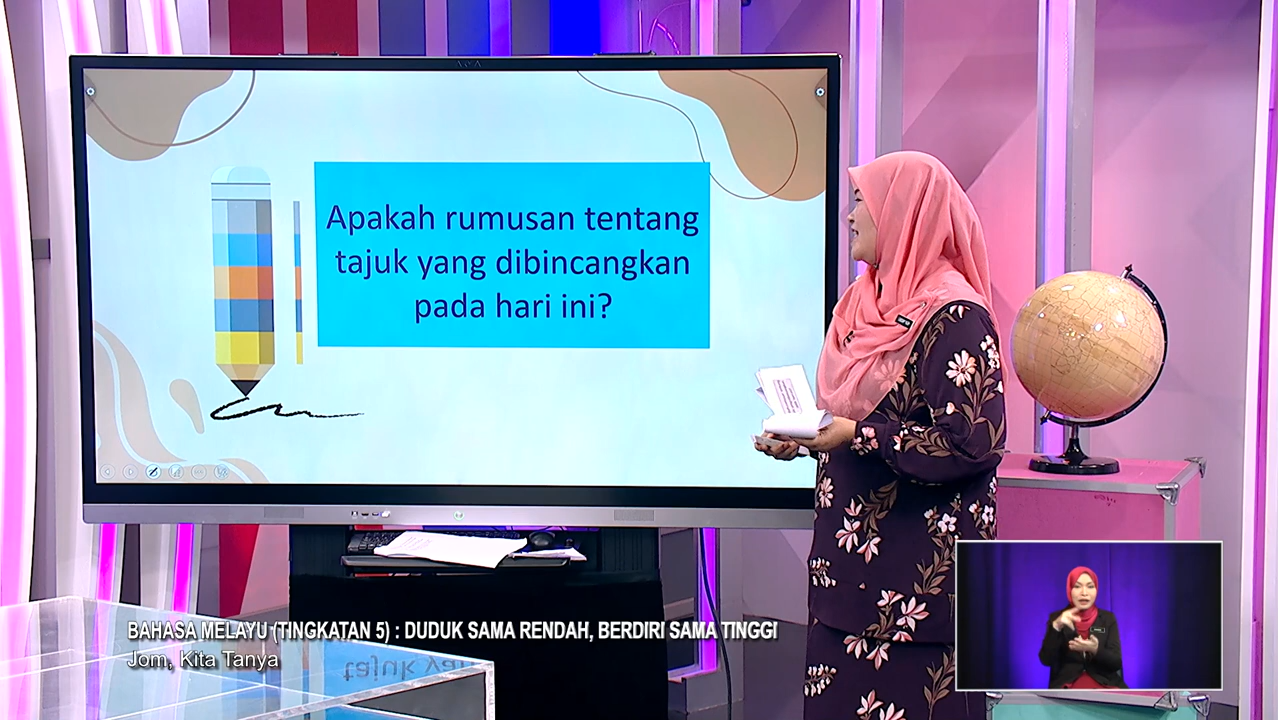 Apakah rumusan tentang
tajuk yang dibincangkan
pada hari ini?
BAHASA MELAYU (TINGKATAN 5) : DUDUK SAMA RENDAH, BERDIRI SAMA TINGGI
Jom, Kita Tanya